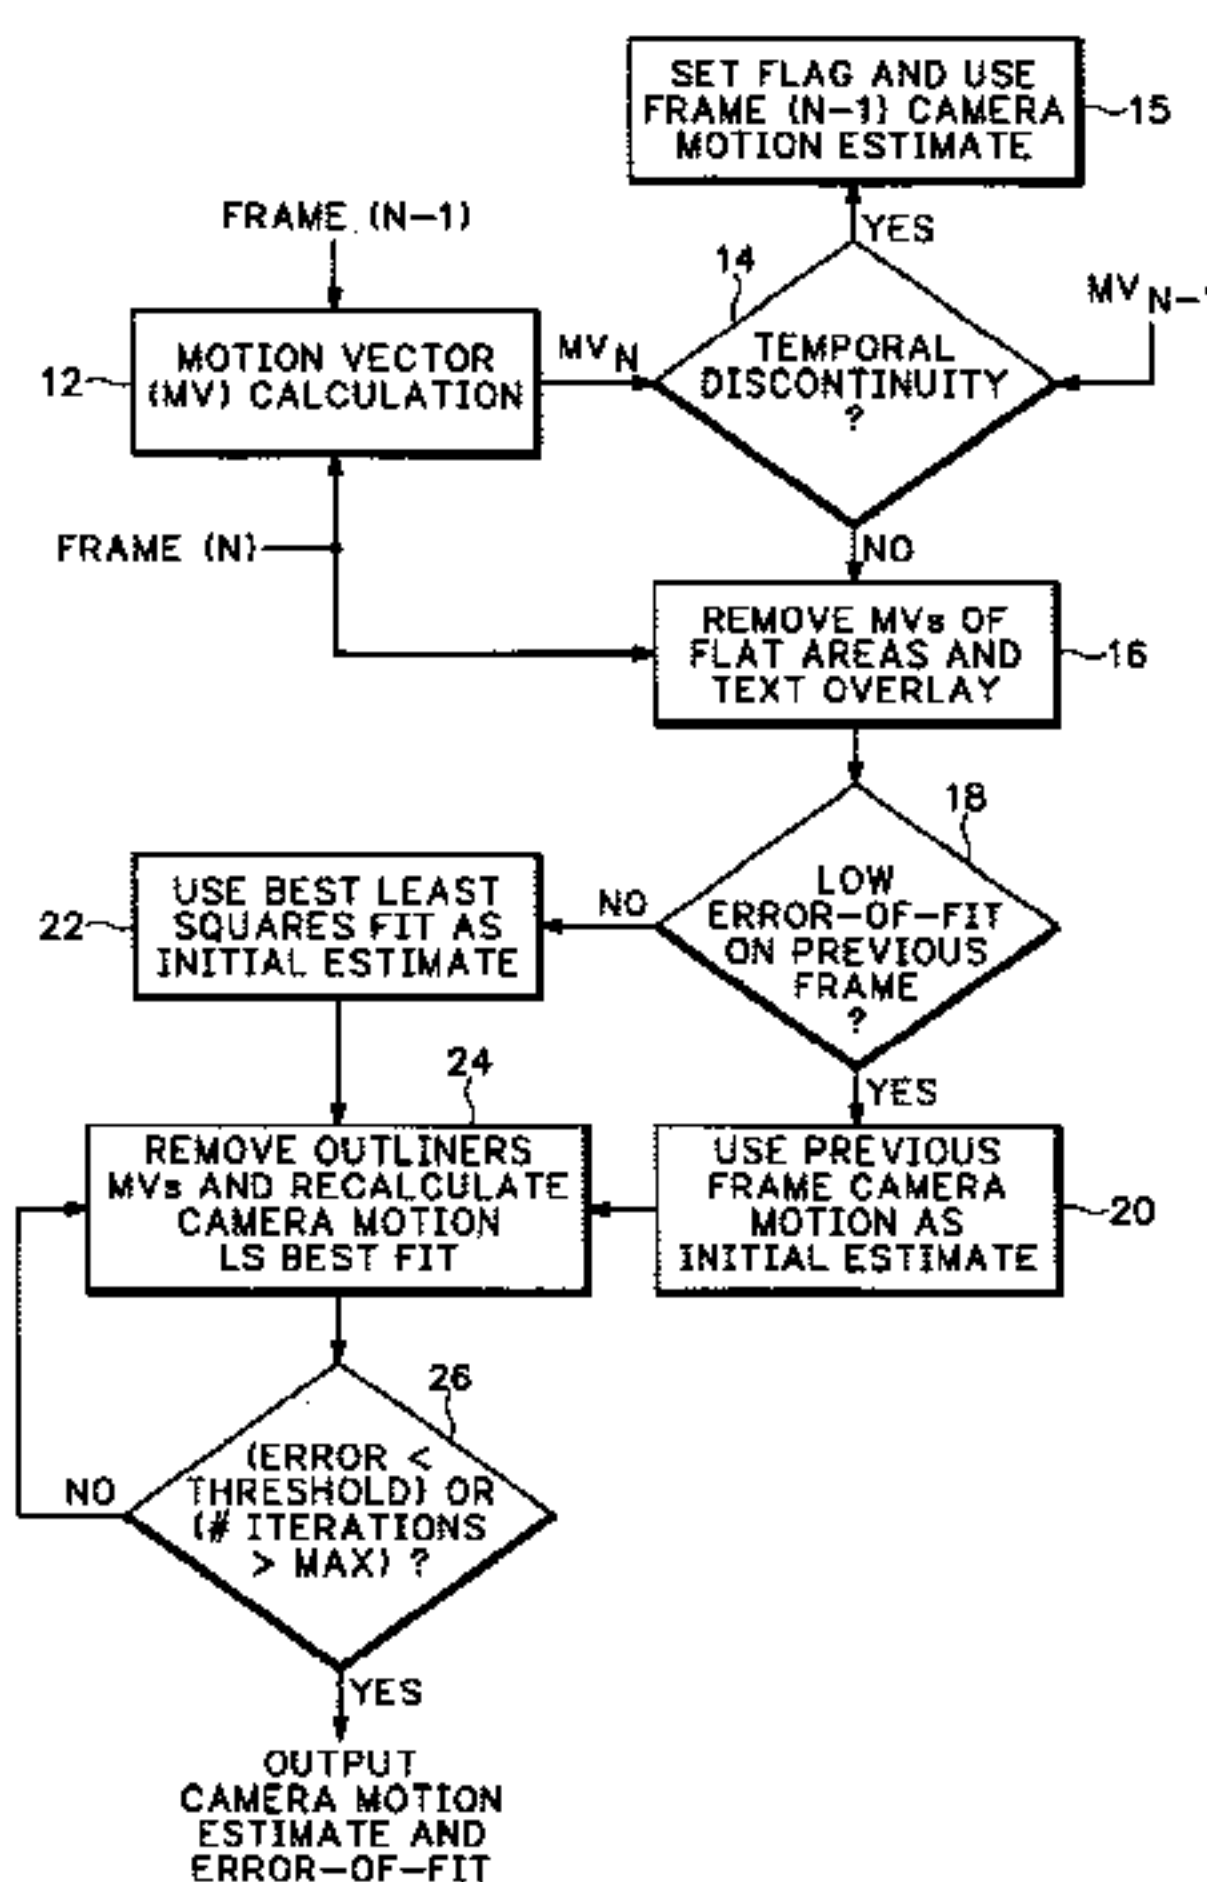 SET FLAG AND USE
FRAME (N-1) CAMERA
MOTION ESTIMATE
15
FRAME (N-1)
YES
14
MV N-1
MOTION VECTOR
(MV) CALCULATION
12
MV N
TEMPORAL
DISCONTINUITY
?
FRAME (N)
NO
REMOVE MVs OF
FLAT AREAS AND
TEXT OVERLAY
16
18
LOW
ERROR-OF-FIT
ON PREVIOUS
FRAME
?
NO
USE BEST LEAST
SQUARES FIT AS
INITIAL ESTIMATE
22
YES
24
REMOVE OUTLINERS
MVs AND RECALCULATE
CAMERA MOTION
LS BEST FIT
USE PREVIOUS
FRAME CAMERA
MOTION AS
INITIAL ESTIMATE
20
26
(ERROR <
THRESHOLD) OR
(# ITERATIONS
> MAX) ?
NO
YES
OUTPUT
CAMERA MOTION
ESTIMATE AND
ERROR-OF-FIT